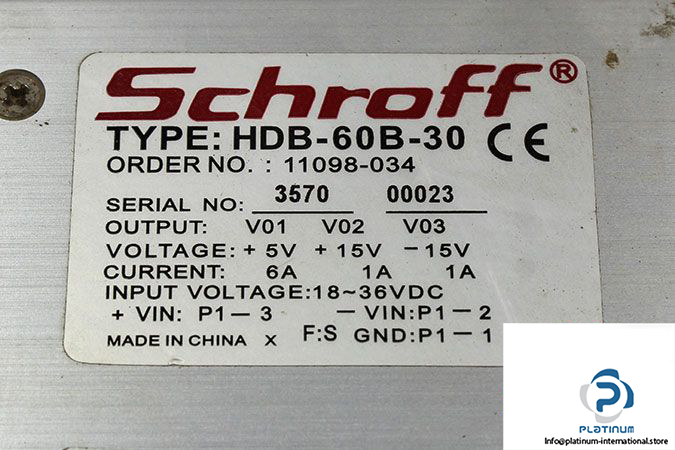 Schroff®
TYPE: HDB-60B-30 CE
ORDER NO. : 11098-034
SERIAL NO: 3570 00023
OUTPUT: V01 V02 V03
VOLTAGE: +5V +15V -15V
CURRENT: 6A 1A 1A
INPUT VOLTAGE:18~36VDC
+ VIN: P1-3 - VIN:P1-2
MADE IN CHINA X F:S GND:P1-1
PLATINUM
Info@platinum-international.store